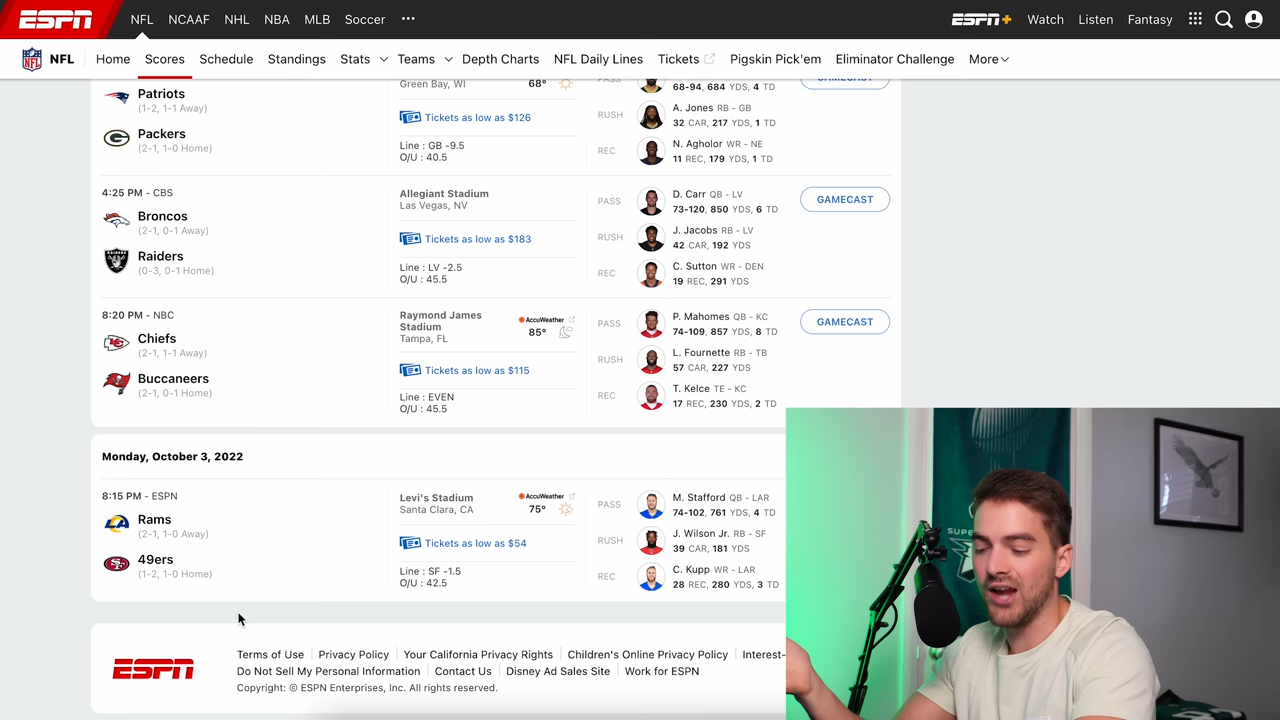 ESPN NFL NCAAF NHL NBA MLB Soccer ESPN+ Watch Listen Fantasy
NFL Home Scores Schedule Standings Stats Teams Depth Charts NFL Daily Lines Tickets Pigskin Pick'em Eliminator Challenge More
Patriots
(1-2, 1-1 Away)
Packers
(2-1, 1-0 Home)
Green Bay, WI
68°
Tickets as low as $126
Line : GB -9.5
O/U : 40.5
PASS
68-94, 684 YDS, 4 TD
RUSH
A. Jones RB - GB
32 CAR, 217 YDS, 1 TD
REC
N. Agholor WR - NE
11 REC, 179 YDS, 1 TD
GAMECAST
4:25 PM - CBS
Broncos
(2-1, 0-1 Away)
Raiders
(0-3, 0-1 Home)
Allegiant Stadium
Las Vegas, NV
Tickets as low as $183
Line : LV -2.5
O/U : 45.5
PASS
D. Carr QB - LV
73-120, 850 YDS, 6 TD
RUSH
J. Jacobs RB - LV
42 CAR, 192 YDS
REC
C. Sutton WR - DEN
19 REC, 291 YDS
GAMECAST
8:20 PM - NBC
Chiefs
(2-1, 1-1 Away)
Buccaneers
(2-1, 0-1 Home)
Raymond James
Stadium
Tampa, FL
AccuWeather
85°
Tickets as low as $115
Line : EVEN
O/U : 45.5
PASS
P. Mahomes QB - KC
74-109, 857 YDS, 8 TD
RUSH
L. Fournette RB - TB
57 CAR, 227 YDS
REC
T. Kelce TE - KC
17 REC, 230 YDS, 2 TD
GAMECAST
Monday, October 3, 2022
8:15 PM - ESPN
Rams
(2-1, 1-0 Away)
49ers
(1-2, 1-0 Home)
Levi's Stadium
Santa Clara, CA
AccuWeather
75°
Tickets as low as $54
Line : SF -1.5
O/U : 42.5
PASS
M. Stafford QB - LAR
74-102, 761 YDS, 4 TD
RUSH
J. Wilson Jr. RB - SF
39 CAR, 181 YDS
REC
C. Kupp WR - LAR
28 REC, 280 YDS, 3 TD
ESPN
Terms of Use Privacy Policy Your California Privacy Rights Children's Online Privacy Policy Interest-
Do Not Sell My Personal Information Contact Us Disney Ad Sales Site Work for ESPN
Copyright: © ESPN Enterprises, Inc. All rights reserved.